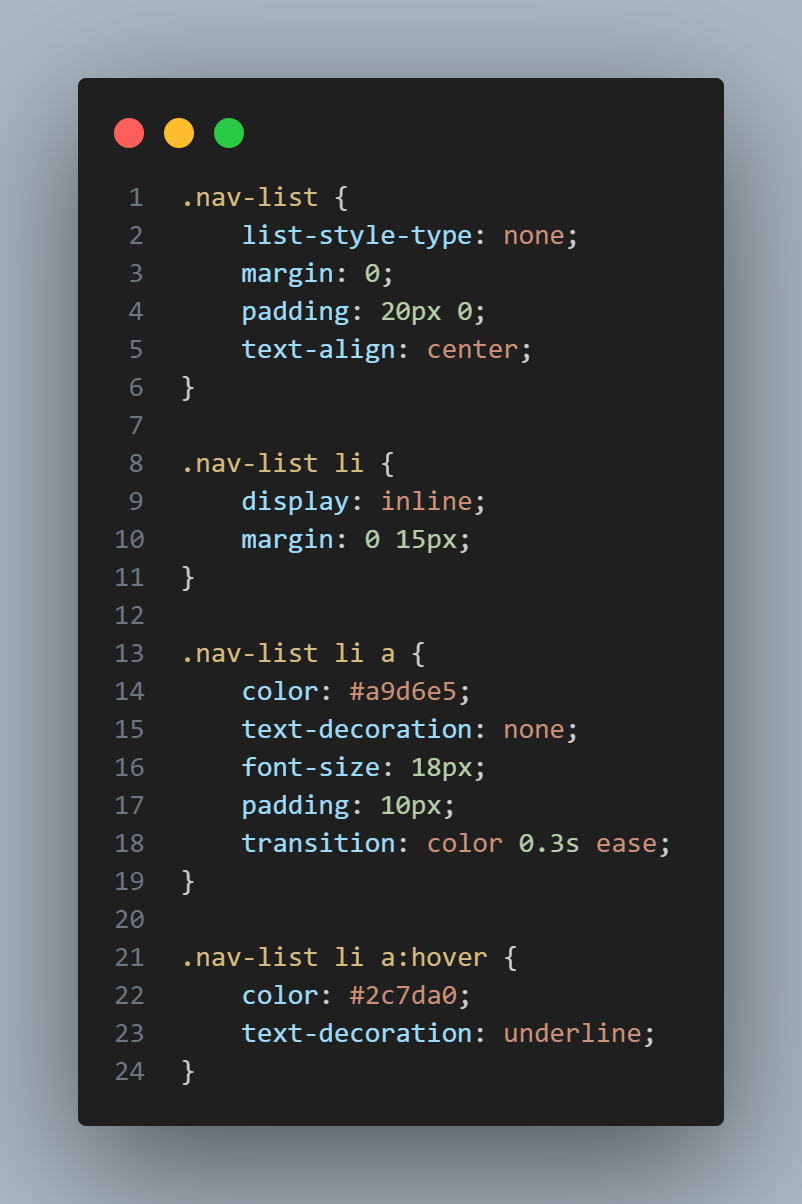 1 .nav-list {
2     list-style-type: none;
3     margin: 0;
4     padding: 20px 0;
5     text-align: center;
6 }
7
8 .nav-list li {
9     display: inline;
10     margin: 0 15px;
11 }
12
13 .nav-list li a {
14     color: #a9d6e5;
15     text-decoration: none;
16     font-size: 18px;
17     padding: 10px;
18     transition: color 0.3s ease;
19 }
20
21 .nav-list li a:hover {
22     color: #2c7da0;
23     text-decoration: underline;
24 }